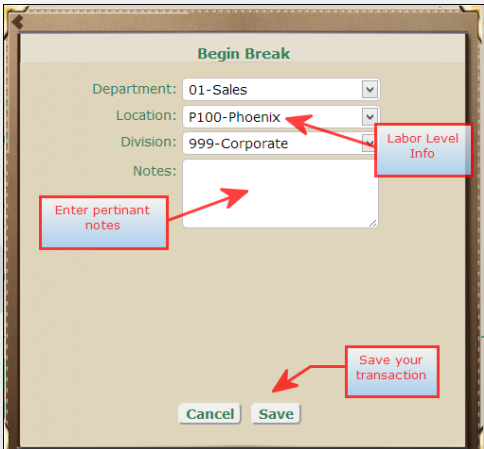 Begin Break
Department: 01-Sales
Location: P100-Phoenix
Division: 999-Corporate
Labor Level
Info
Notes:
Enter pertinant
notes
Save your
transaction
Cancel Save